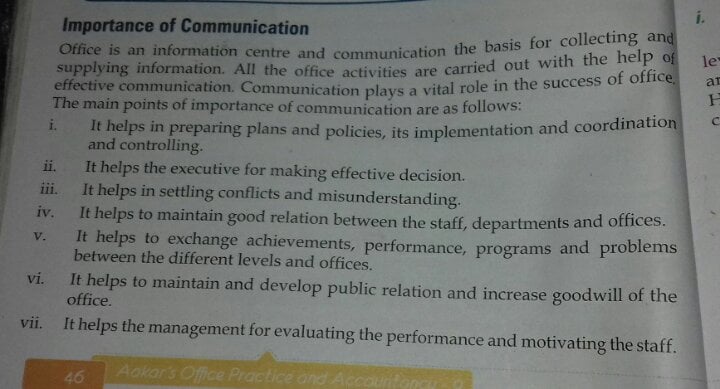 Importance of Communication
Office is an information centre and communication the basis for collecting and
supplying information. All the office activities are carried out with the help of
effective communication. Communication plays a vital role in the success of office.
The main points of importance of communication are as follows:
i. It helps in preparing plans and policies, its implementation and coordination
and controlling.
ii. It helps the executive for making effective decision.
iii. It helps in settling conflicts and misunderstanding.
iv. It helps to maintain good relation between the staff, departments and offices.
v. It helps to exchange achievements, performance, programs and problems
between the different levels and offices.
vi. It helps to maintain and develop public relation and increase goodwill of the
office.
vii. It helps the management for evaluating the performance and motivating the staff.
46 Aakar's Office Practice and Accountancy - 9
i.